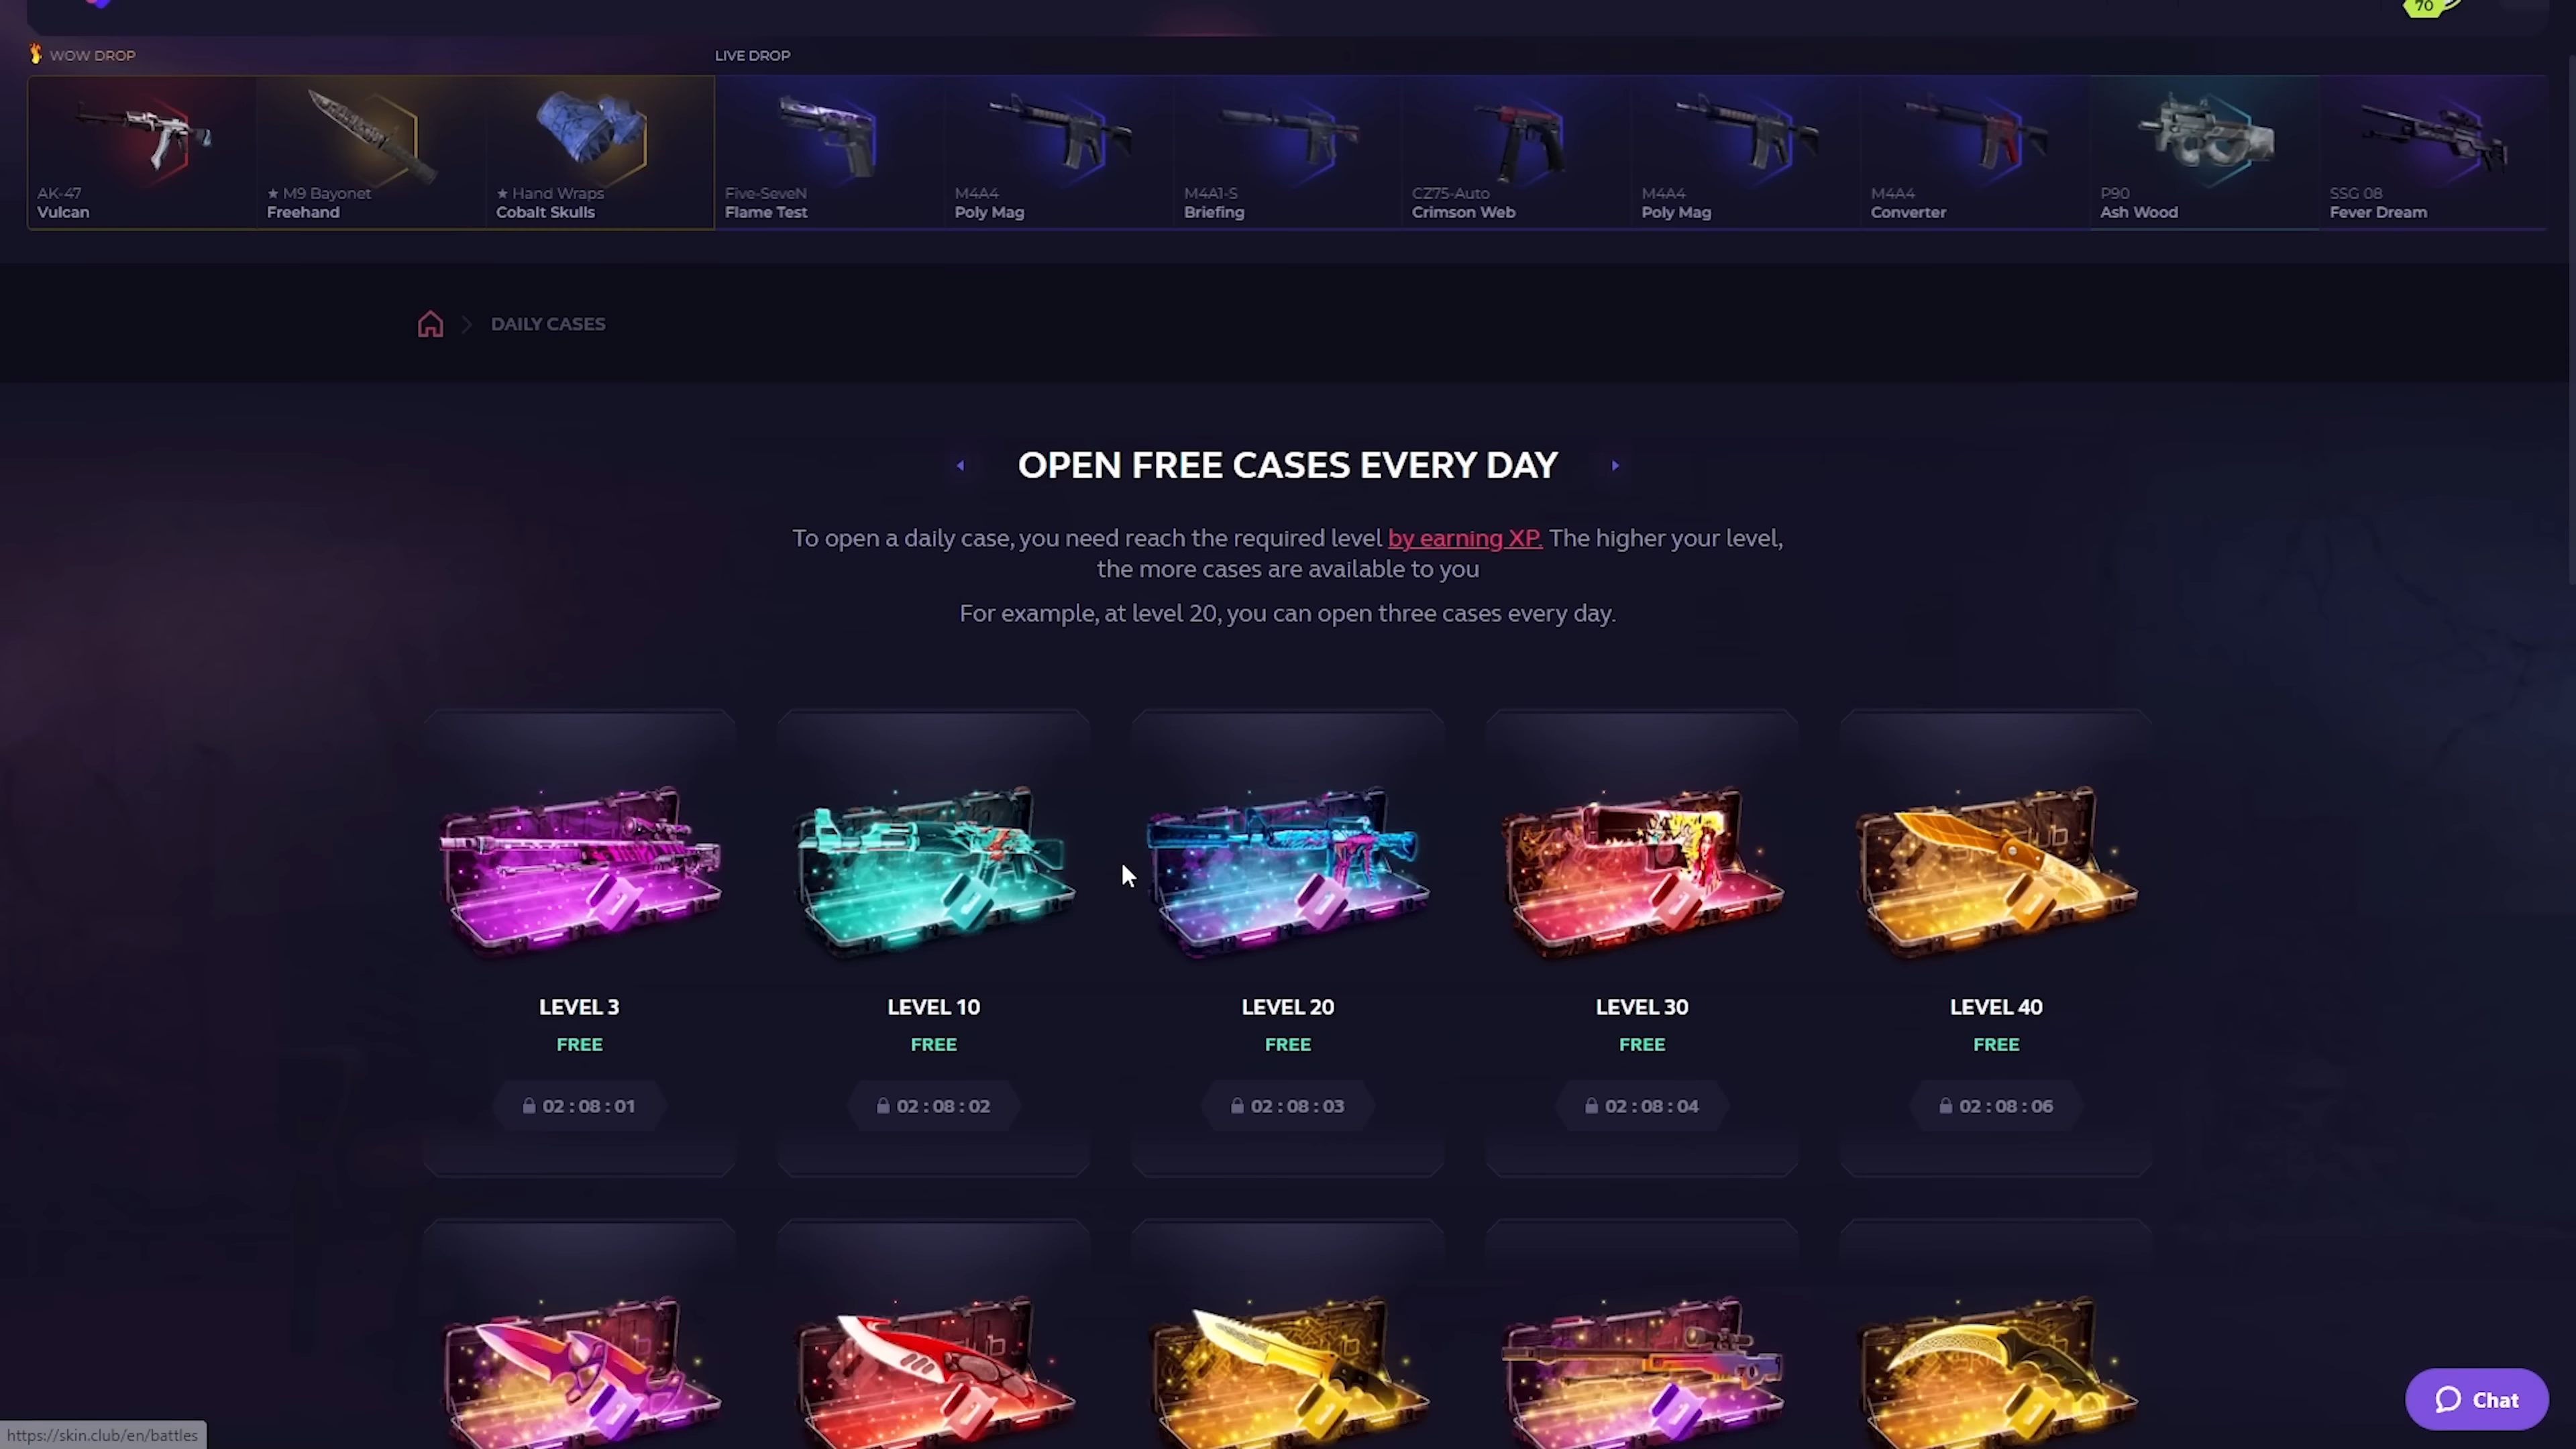 70
WOW DROP
LIVE DROP
AK-47
Vulcan
★ M9 Bayonet
Freehand
★ Hand Wraps
Cobalt Skulls
Five-SeveN
Flame Test
M4A4
Poly Mag
M4A1-S
Briefing
CZ75-Auto
Crimson Web
M4A4
Poly Mag
M4A4
Converter
P90
Ash Wood
SSG 08
Fever Dream
DAILY CASES
OPEN FREE CASES EVERY DAY
To open a daily case, you need reach the required level by earning XP. The higher your level,
the more cases are available to you
For example, at level 20, you can open three cases every day.
LEVEL 3
FREE
02 : 08 : 01
LEVEL 10
FREE
02 : 08 : 02
LEVEL 20
FREE
02 : 08 : 03
LEVEL 30
FREE
02 : 08 : 04
LEVEL 40
FREE
02 : 08 : 06
Chat
https://skin.club/en/battles